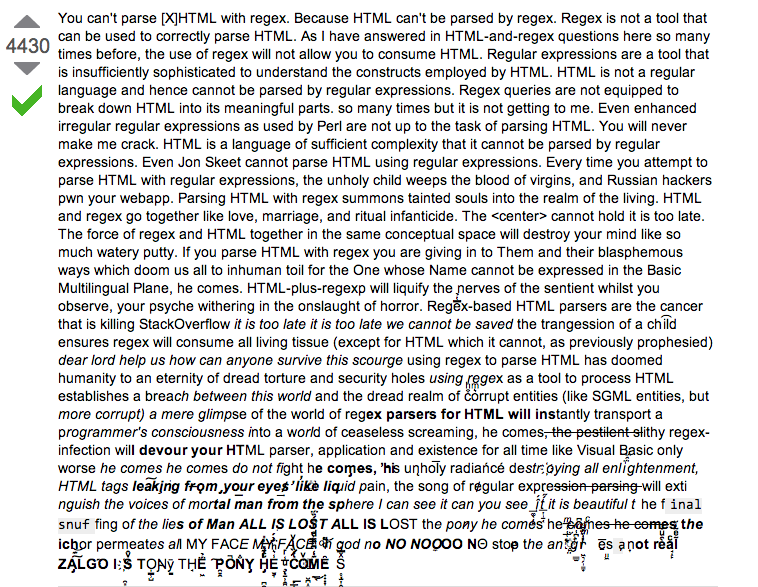 You can't parse [X]HTML with regex. Because HTML can't be parsed by regex. Regex is not a tool that
4430
can be used to correctly parse HTML. As I have answered in HTML-and-regex questions here so many
times before, the use of regex will not allow you to consume HTML. Regular expressions are a tool that
is insufficiently sophisticated to understand the constructs employed by HTML. HTML is not a regular
language and hence cannot be parsed by regular expressions. Regex queries are not equipped to
break down HTML into its meaningful parts. so many times but it is not getting to me. Even enhanced
irregular regular expressions as used by Perl are not up to the task of parsing HTML. You will never
make me crack. HTML is a language of sufficient complexity that it cannot be parsed by regular
expressions. Even Jon Skeet cannot parse HTML using regular expressions. Every time you attempt to
parse HTML with regular expressions, the unholy child weeps the blood of virgins, and Russian hackers
pwn your webapp. Parsing HTML with regex summons tainted souls into the realm of the living. HTML
and regex go together like love, marriage, and ritual infanticide. The <center> cannot hold it is too late.
The force of regex and HTML together in the same conceptual space will destroy your mind like so
much watery putty. If you parse HTML with regex you are giving in to Them and their blasphemous
ways which doom us all to inhuman toil for the One whose Name cannot be expressed in the Basic
Multilingual Plane, he comes. HTML-plus-regexp will liquify the nerves of the sentient whilst you
observe, your psyche withering in the onslaught of horror. Regex-based HTML parsers are the cancer
that is killing StackOverflow it is too late it is too late we cannot be saved the trangession of a chi͡ld
ensures regex will consume all living tissue (except for HTML which it cannot, as previously prophesied)
dear lord help us how can anyone survive this scourge using regex to parse HTML has doomed
humanity to an eternity of dread torture and security holes using regex as a tool to process HTML
establishes a breach between this world and the dread realm of corrupt entities (like SGML entities, but
more corrupt) a mere glimpse of the world of regex parsers for HTML will instantly transport a
programmer's consciousness into a world of ceaseless screaming, he comes, the pestilent slithy regex-
infection will devour your HTML parser, application and existence for all time like Visual Basic only
worse he comes he comes do not fight he comes, ̕his unholy radiańcé destroying all enlightenment,
HTML tags leaking from your eyes ̛like liquid pain, the song of regular expression parsing will exti
nguish the voices of mortal man from the sphere I can see it can you see it it is beautiful t he f inal
snuf fing of the lies of Man ALL IS LOST ALL IS LOST the pony he comes he comes he comes the
ichor permeates all MY FACE MY FACE god no NO NOOOO NΘ stop the an are not real
ZALGO IS TONY THE PONY HE COMES